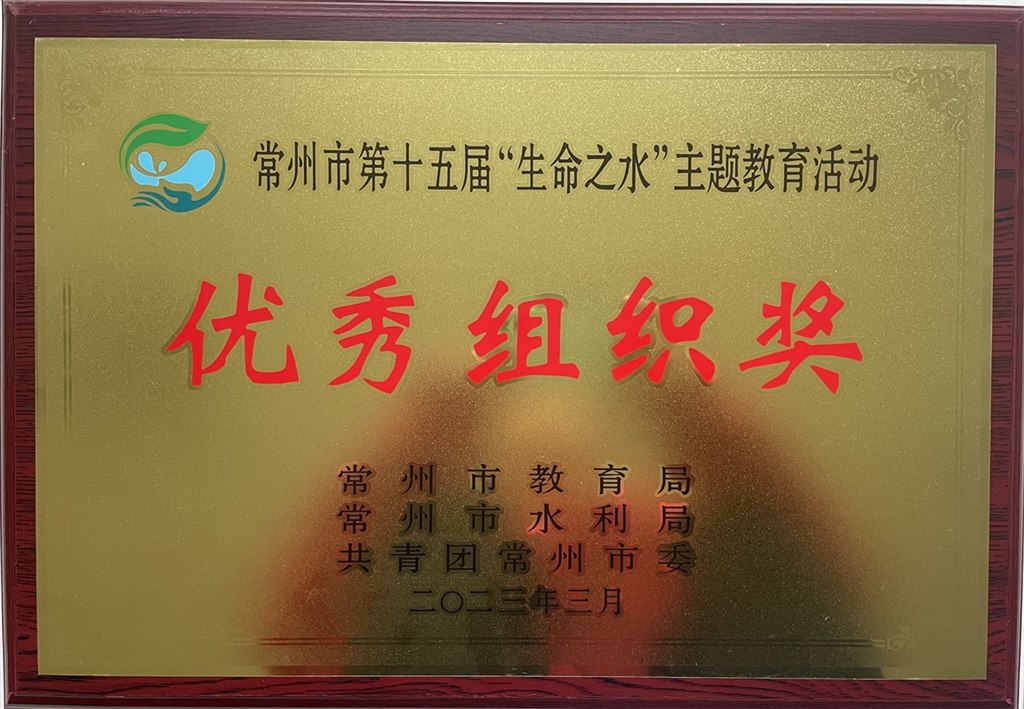 常州市第十五届“生命之水”主题教育活动
优秀组织奖
常州市教育局
常州市水利局
共青团常州市委
二〇二三年三月